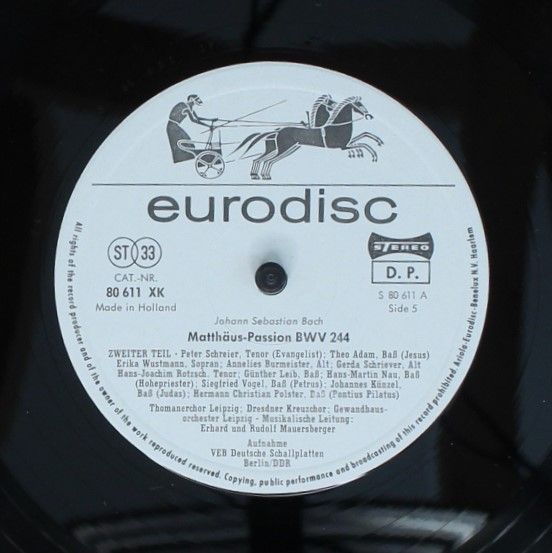 eurodisc
ST 33
CAT.-NR.
80 611 XK
Made in Holland
STEREO
D. P.
S 80 611 A
Side 5
Johann Sebastian Bach
Matthäus-Passion BWV 244
ZWEITER TEIL · Peter Schreier, Tenor (Evangelist); Theo Adam, Baß (Jesus)
Erika Wustmann, Sopran; Annelies Burmeister, Alt; Gerda Schriever, Alt
Hans-Joachim Rotzsch, Tenor; Günther Leib, Baß; Hans-Martin Nau, Baß
(Hohepriester); Siegfried Vogel, Baß (Petrus); Johannes Künzel,
Baß (Judas); Hermann Christian Polster, Baß (Pontius Pilatus)
Thomanerchor Leipzig; Dresdner Kreuzchor; Gewandhaus-
orchester Leipzig - Musikalische Leitung:
Erhard und Rudolf Mauersberger
Aufnahme
VEB Deutsche Schallplatten
Berlin/DDR
All rights of the record producer and of the owner of the work reproduced reserved. Copying, public performance and broadcasting of this record prohibited. Ariola-Eurodisc-Benelux N.V. Haarlem